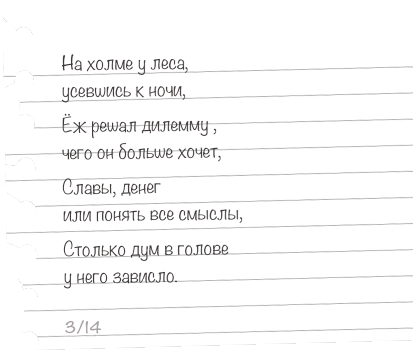 На холме у леса,
усевшись к ночи,
Ёж решал дилемму ,
чего он больше хочет,
Славы, денег
или понять все смыслы,
Столько дум в голове
у него зависло.
3/14